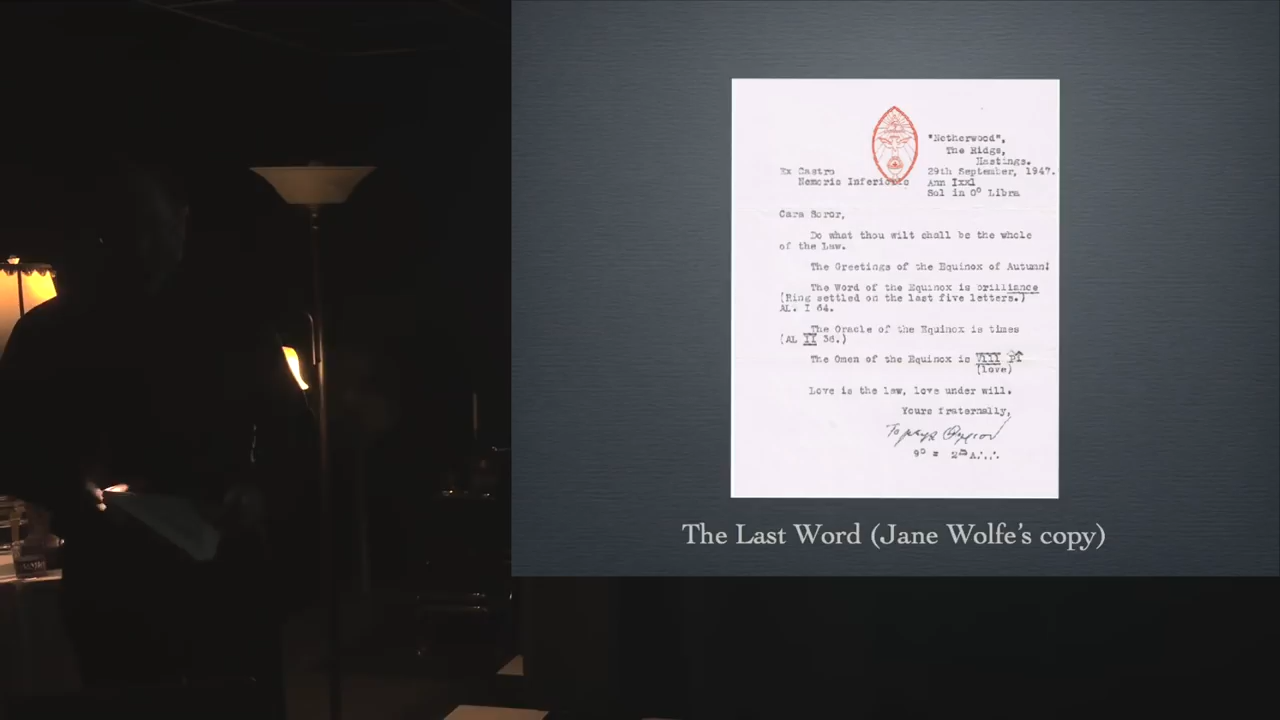 "Netherwood",
The Ridge,
Hastings.
Ex Castro
29th September, 1947.
Nemoris Inferioris
Ann Ixxi
Sol in 0° Libra
Cara Soror,
Do what thou wilt shall be the whole
of the Law.
The Greetings of the Equinox of Autumn!
The Word of the Equinox is brilliance
(Ring settled on the last five letters.)
AL. I 64.
The Oracle of the Equinox is times
(AL II 36.)
The Omen of the Equinox is VIII
(love)
Love is the law, love under will.
Yours fraternally,
9° = 2
The Last Word (Jane Wolfe's copy)